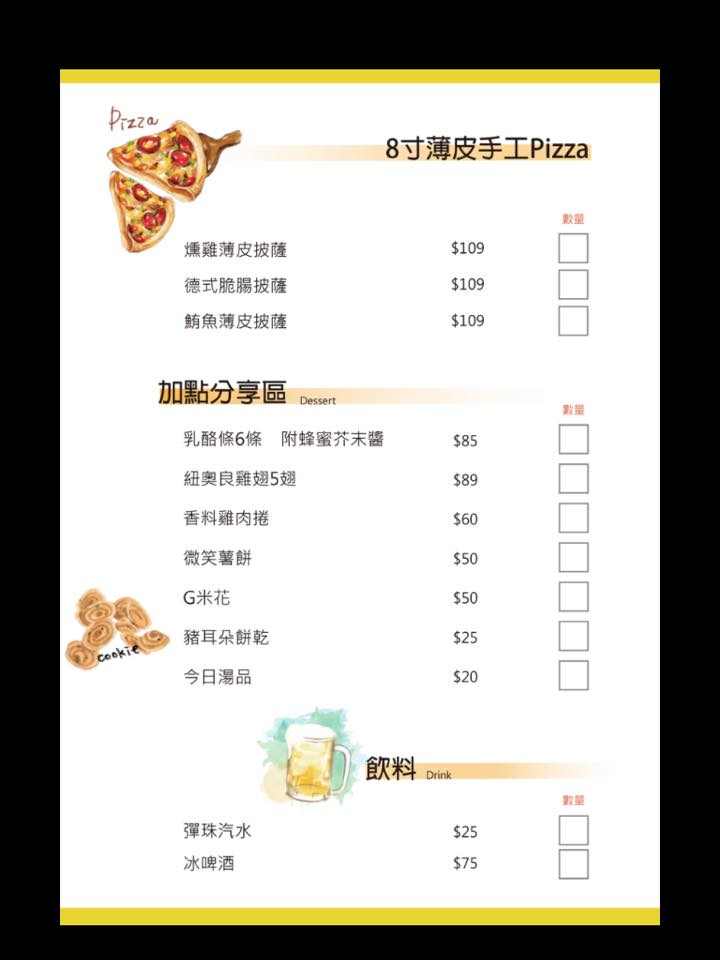 Pizza
8寸薄皮手工Pizza
數量
燻雞薄皮披薩 $109
德式脆腸披薩 $109
鮪魚薄皮披薩 $109
加點分享區 Dessert
數量
乳酪條6條 附蜂蜜芥末醬 $85
紐奧良雞翅5翅 $89
香料雞肉捲 $60
微笑薯餅 $50
G米花 $50
豬耳朵餅乾 $25
cookie
今日湯品 $20
飲料 Drink
數量
彈珠汽水 $25
冰啤酒 $75